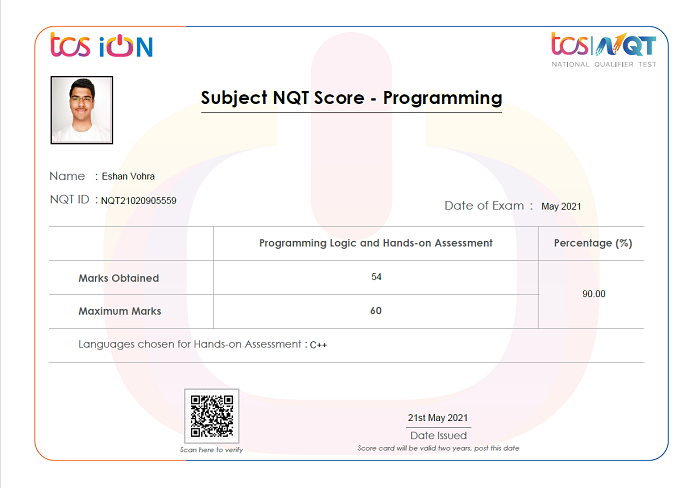 tcs iON
tcs NQT
NATIONAL QUALIFIER TEST
Subject NQT Score - Programming
Name : Eshan Vohra
NQT ID : NQT21020905559
Date of Exam : May 2021
Programming Logic and Hands-on Assessment Percentage (%)
Marks Obtained 54
90.00
Maximum Marks 60
Languages chosen for Hands-on Assessment : C++
Scan here to verify
21st May 2021
Date Issued
Score card will be valid two years, post this date